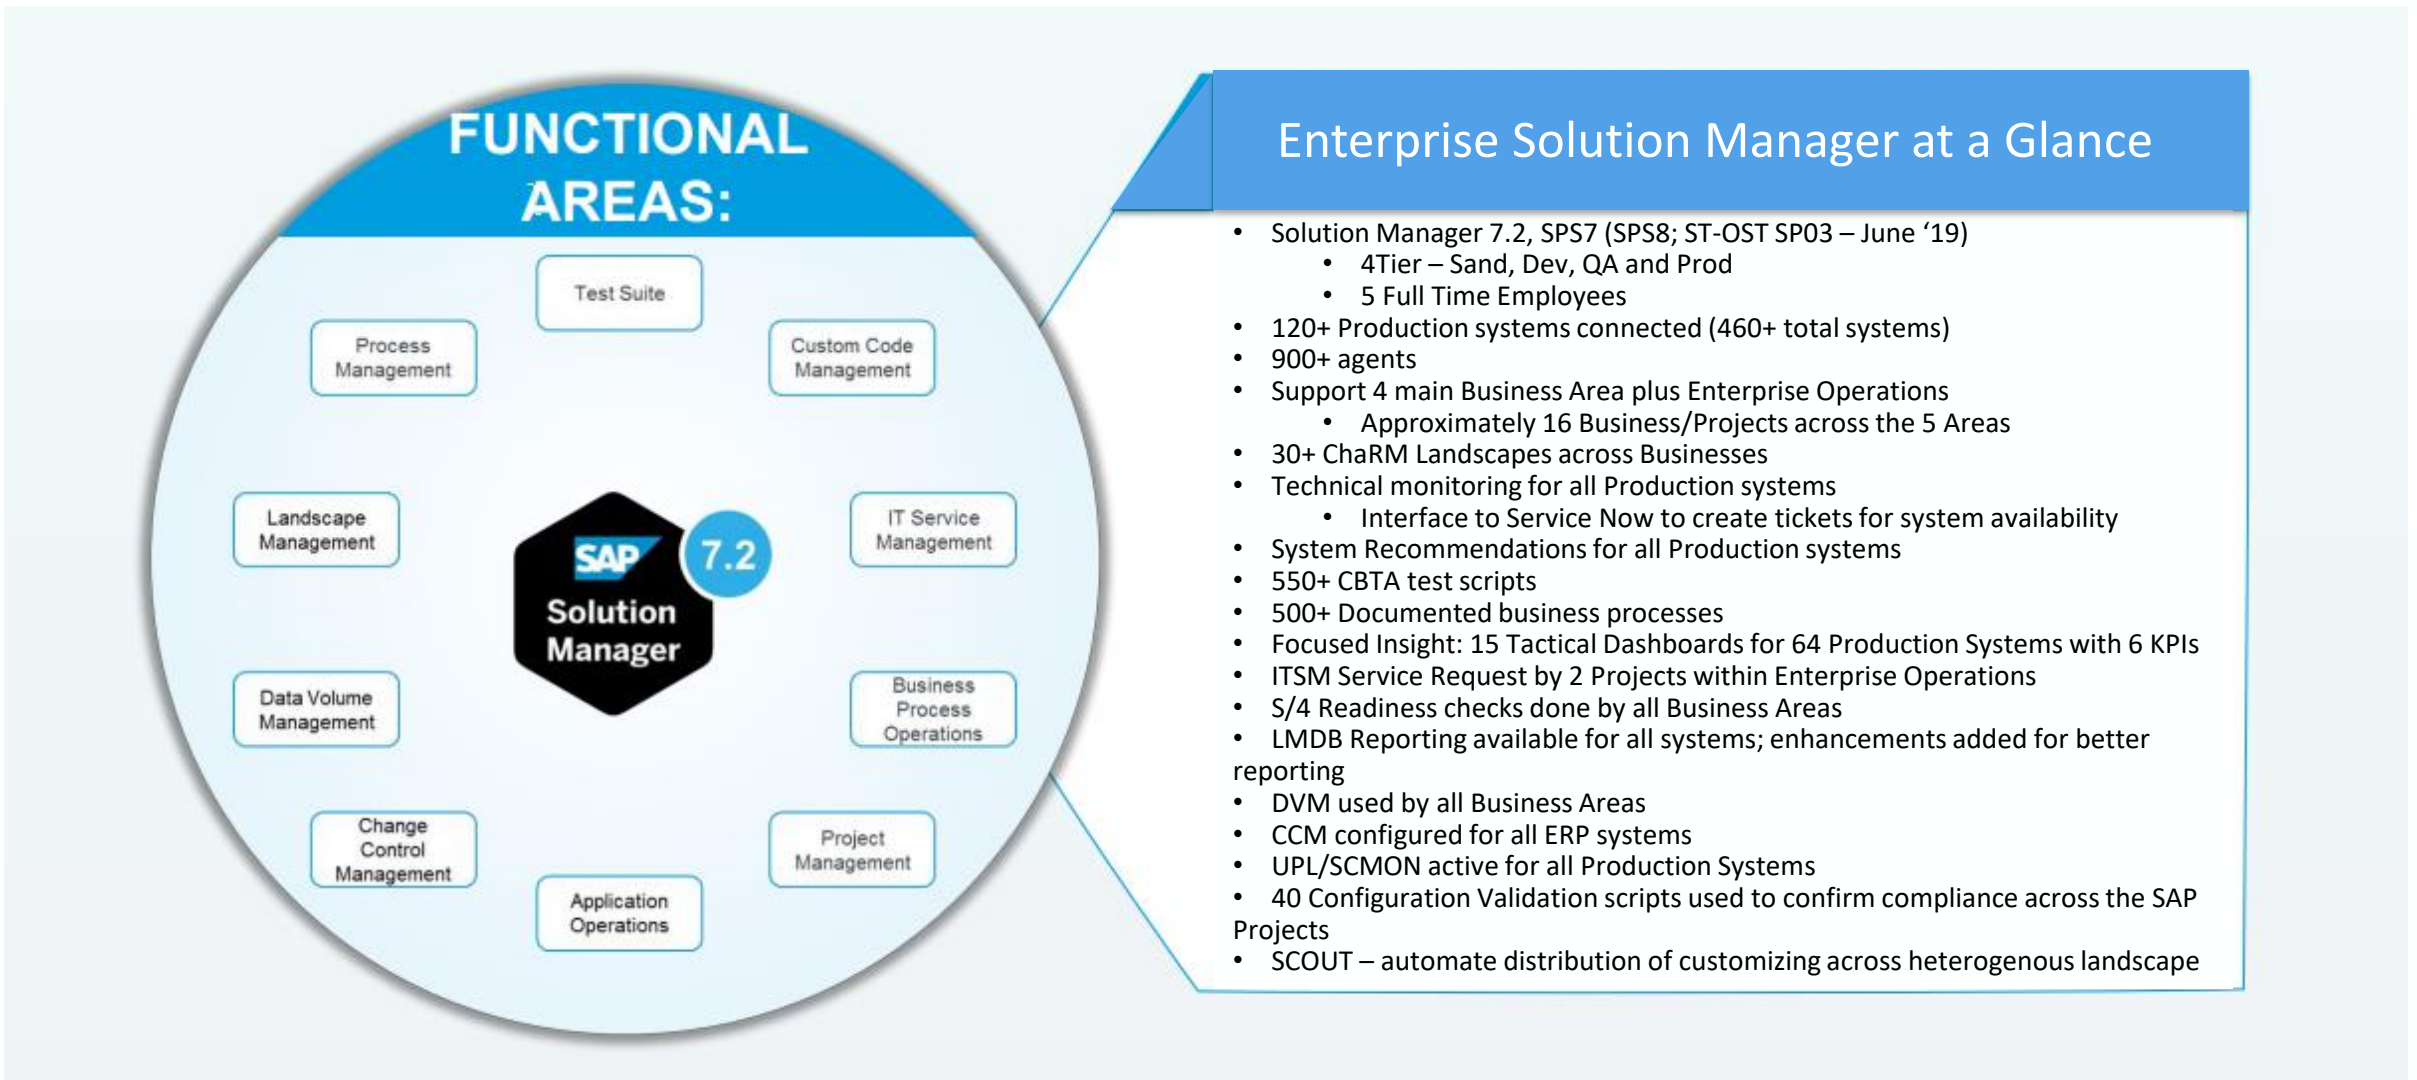 FUNCTIONAL
AREAS:
Test Suite
Process
Management
Custom Code
Management
Landscape
Management
IT Service
Management
SAP
7.2
Solution
Manager
Data Volume
Management
Business
Process
Operations
Change
Control
Management
Project
Management
Application
Operations
Enterprise Solution Manager at a Glance
• Solution Manager 7.2, SPS7 (SPS8; ST-OST SP03 – June ‘19)
• 4Tier – Sand, Dev, QA and Prod
• 5 Full Time Employees
• 120+ Production systems connected (460+ total systems)
• 900+ agents
• Support 4 main Business Area plus Enterprise Operations
• Approximately 16 Business/Projects across the 5 Areas
• 30+ ChaRM Landscapes across Businesses
• Technical monitoring for all Production systems
• Interface to Service Now to create tickets for system availability
• System Recommendations for all Production systems
• 550+ CBTA test scripts
• 500+ Documented business processes
• Focused Insight: 15 Tactical Dashboards for 64 Production Systems with 6 KPIs
• ITSM Service Request by 2 Projects within Enterprise Operations
• S/4 Readiness checks done by all Business Areas
• LMDB Reporting available for all systems; enhancements added for better
reporting
• DVM used by all Business Areas
• CCM configured for all ERP systems
• UPL/SCMON active for all Production Systems
• 40 Configuration Validation scripts used to confirm compliance across the SAP
Projects
• SCOUT – automate distribution of customizing across heterogenous landscape